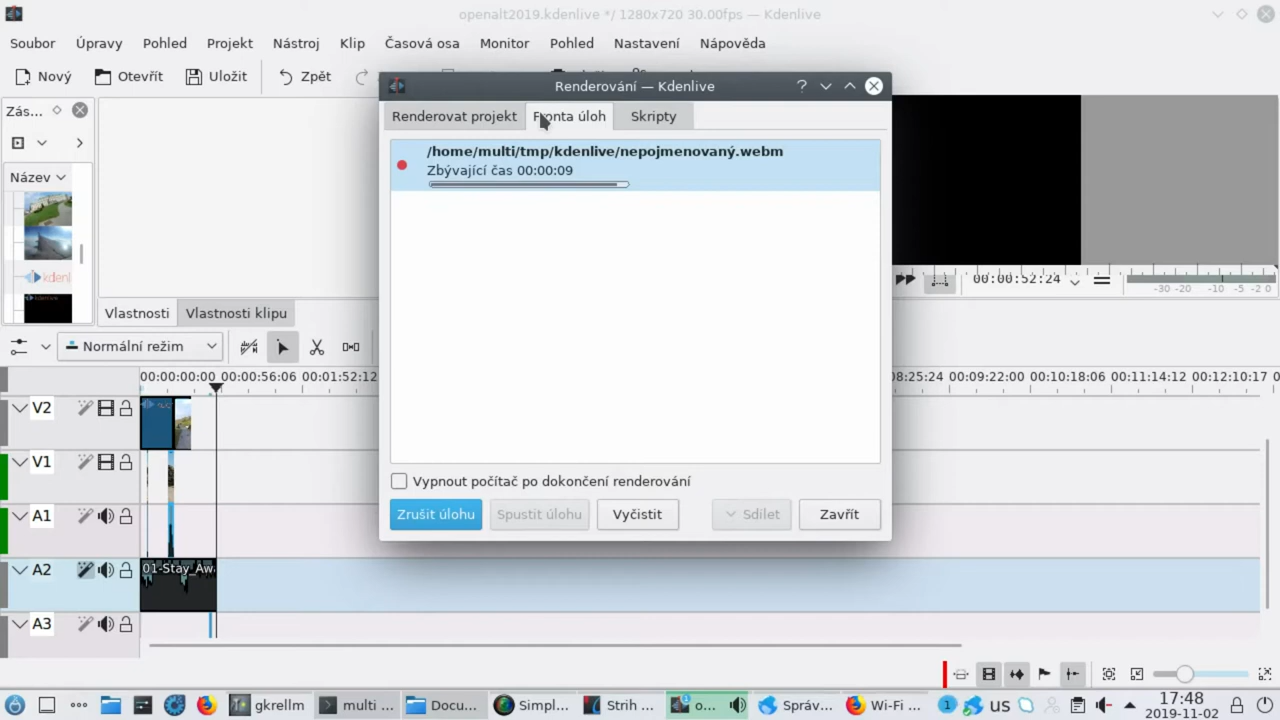 openalt2019.kdenlive */ 1280x720 30.00fps — Kdenlive
Soubor Úpravy Pohled Projekt Nástroj Klip Časová osa Monitor Pohled Nastavení Nápověda
Nový Otevřít Uložit Zpět
Renderování — Kdenlive
Zás...
Renderovat projekt Fronta úloh Skripty
/home/multi/tmp/kdenlive/nepojmenovaný.webm
Zbývající čas 00:00:09
Název
00:00:52:24
-30 -20 -10 -5 -2 0
Vlastnosti Vlastnosti klipu
Normální režim
00:00:00:00 00:00:56:06 00:01:52:12 08:25:24 00:09:22:00 00:10:18:06 00:11:14:12 00:12:10:17
V2
V1
Vypnout počítač po dokončení renderování
Zrušit úlohu Spustit úlohu Vyčistit Sdílet Zavřít
A1
A2
01-Stay_Aw
A3
gkrellm multi ... Docu... Simpl... Strih ... o... Správ... Wi-Fi ... 1 us 17:48
2019-11-02